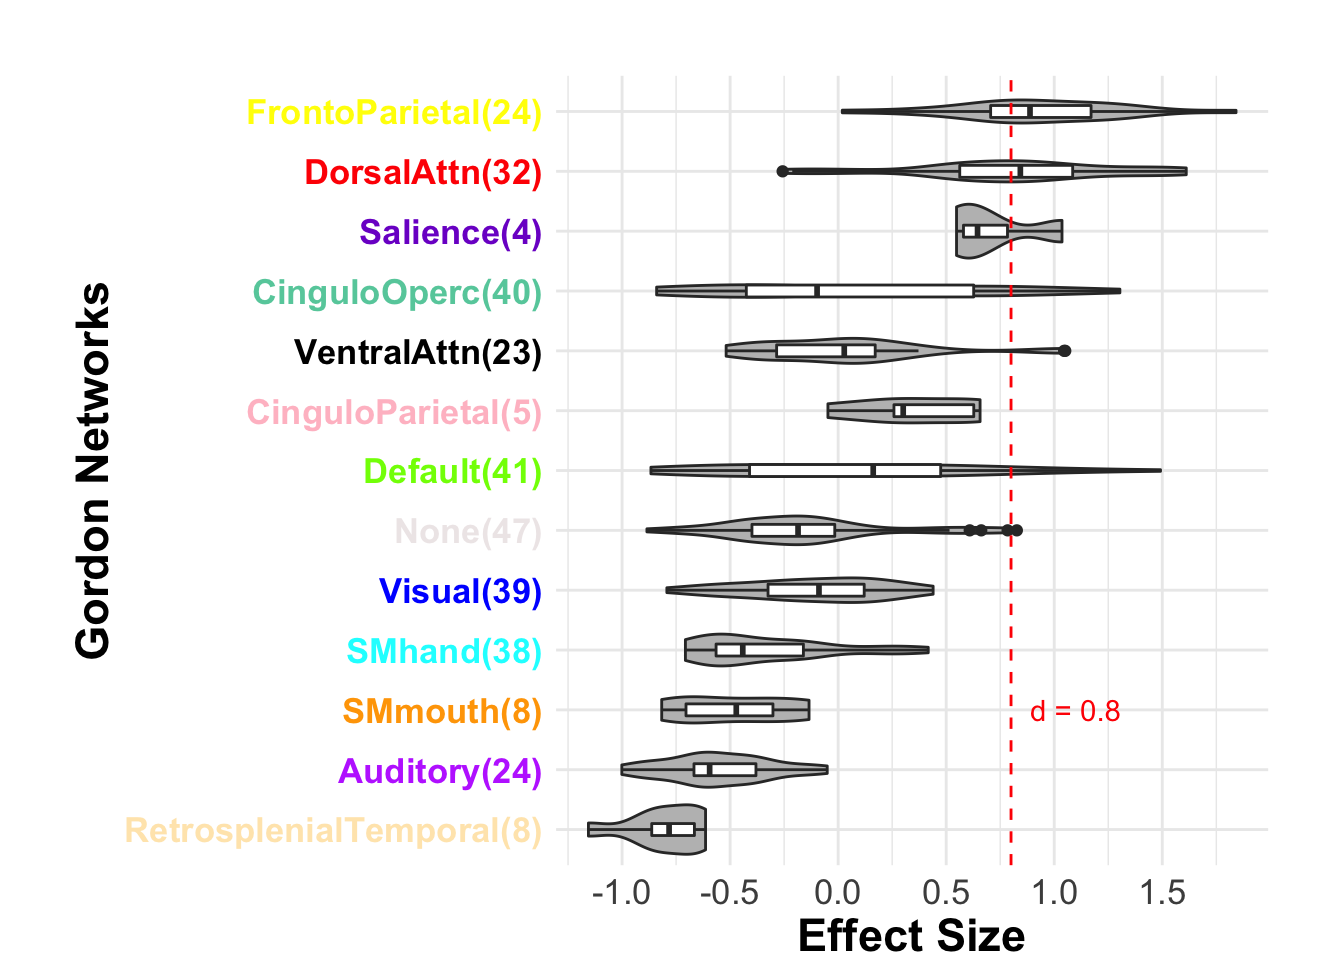 FrontoParietal(24)
DorsalAttn(32)
Salience(4)
CinguloOperc(40)
VentralAttn(23)
CinguloParietal(5)
Default(41)
None(47)
Visual(39)
SMhand(38)
SMmouth(8)
Auditory(24)
RetrosplenialTemporal(8)
Gordon Networks
d = 0.8
-1.0 -0.5 0.0 0.5 1.0 1.5
Effect Size